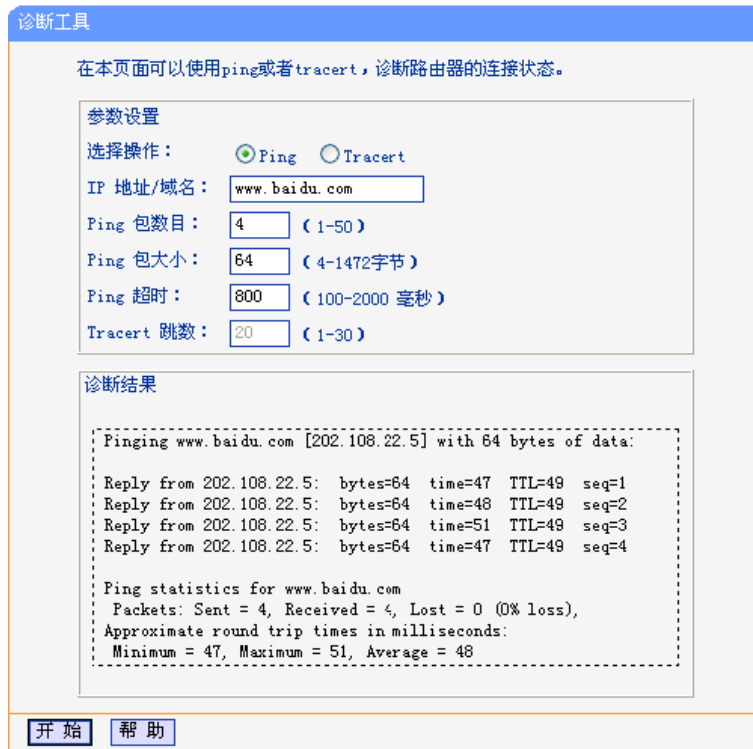 诊断工具
在本页面可以使用ping或者tracert，诊断路由器的连接状态。
参数设置
选择操作： Ping Tracert
IP 地址/域名： www.baidu.com
Ping 包数目： 4 （1-50）
Ping 包大小： 64 （4-1472字节）
Ping 超时： 800 （100-2000 毫秒）
Tracert 跳数： 20 （1-30）
诊断结果
Pinging www.baidu.com [202.108.22.5] with 64 bytes of data:
Reply from 202.108.22.5: bytes=64 time=47 TTL=49 seq=1
Reply from 202.108.22.5: bytes=64 time=48 TTL=49 seq=2
Reply from 202.108.22.5: bytes=64 time=51 TTL=49 seq=3
Reply from 202.108.22.5: bytes=64 time=47 TTL=49 seq=4
Ping statistics for www.baidu.com
Packets: Sent = 4, Received = 4, Lost = 0 (0% loss),
Approximate round trip times in milliseconds:
Minimum = 47, Maximum = 51, Average = 48
开 始 帮 助